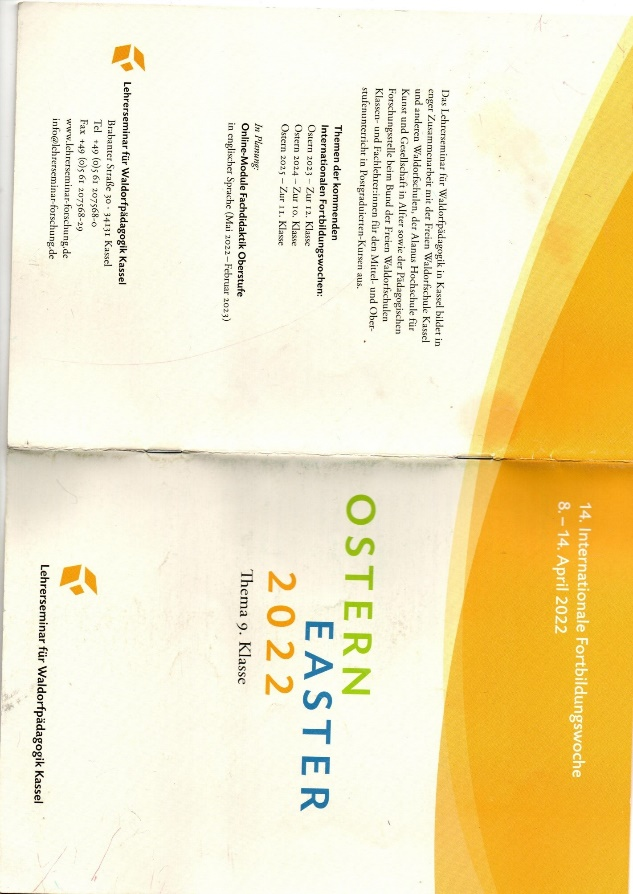 Das Lehrerseminar für Waldorfpädagogik in Kassel bildet in
enger Zusammenarbeit mit der Freien Waldorfschule Kassel
und anderen Waldorfschulen, der Alanus Hochschule für
Kunst und Gesellschaft in Alfter sowie der Pädagogischen
Forschungsstelle beim Bund der Freien Waldorfschulen
Klassen- und Fachlehrer:innen für den Mittel- und Ober-
stufenunterricht in Postgraduierten-Kursen aus.
Themen der kommenden
Internationalen Fortbildungswochen:
Ostern 2023 – Zur 12. Klasse
Ostern 2024 – Zur 10. Klasse
Ostern 2025 – Zur 11. Klasse
In Planung:
Online-Module Fachdidaktik Oberstufe
in englischer Sprache (Mai 2022 – Februar 2023)
Lehrerseminar für Waldorfpädagogik Kassel
Brabanter Straße 30 · 34131 Kassel
Tel +49 (0)561 207568-0
Fax +49 (0)561 207568-29
www.lehrerseminar-forschung.de
info@lehrerseminar-forschung.de
14. Internationale Fortbildungswoche
8. – 14. April 2022
OSTERN
EASTER
2022
Thema 9. Klasse
Lehrerseminar für Waldorfpädagogik Kassel